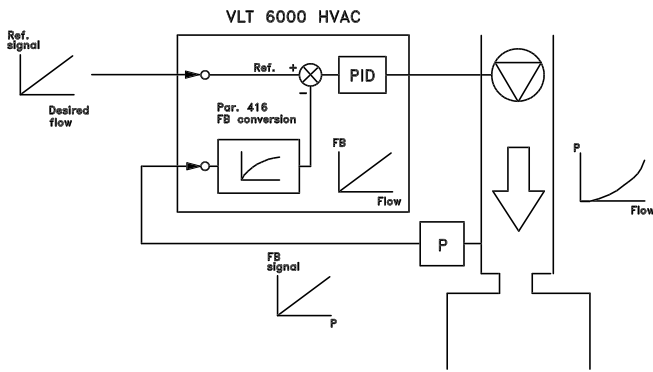 VLT 6000 HVAC
Ref.
signal
Desired
flow
Ref.
+
−
PID
Par. 416
FB conversion
FB
Flow
P
Flow
P
FB
signal
P